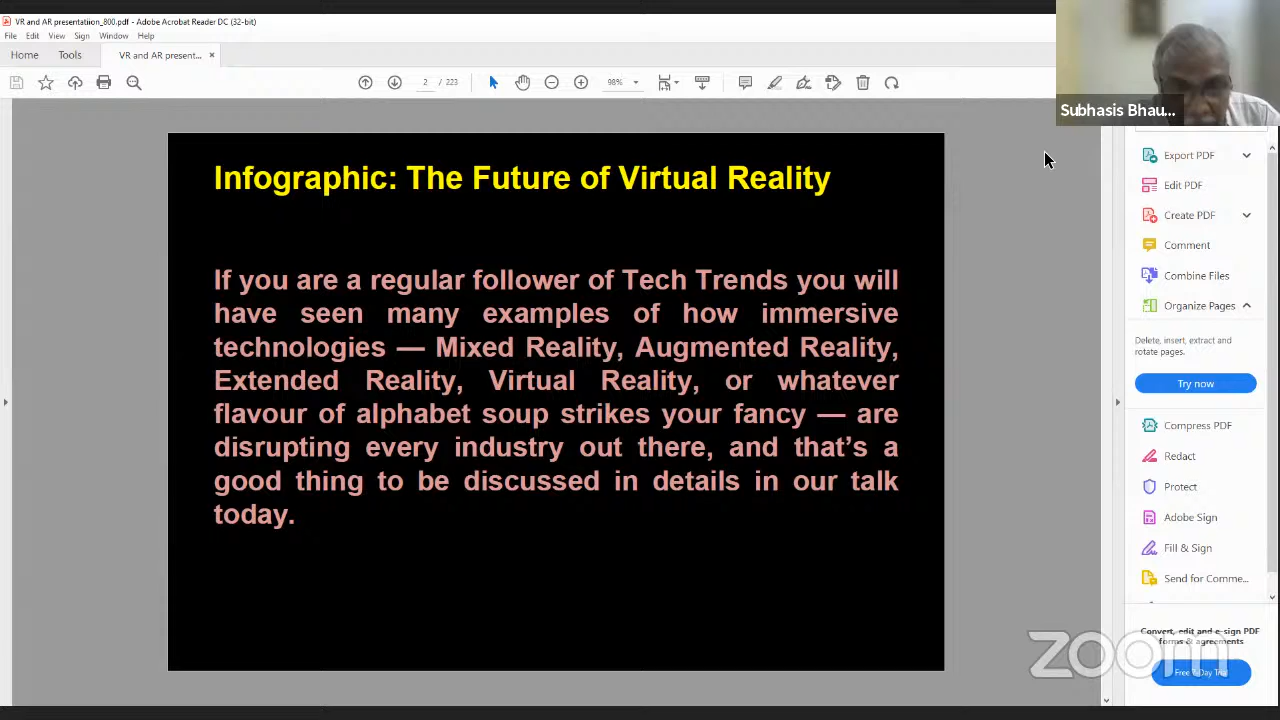 VR and AR presentatiion_800.pdf - Adobe Acrobat Reader DC (32-bit)
File Edit View Sign Window Help
Home Tools VR and AR present... ×
2 / 223 98%
Subhasis Bhau...
Infographic: The Future of Virtual Reality
If you are a regular follower of Tech Trends you will
have seen many examples of how immersive
technologies — Mixed Reality, Augmented Reality,
Extended Reality, Virtual Reality, or whatever
flavour of alphabet soup strikes your fancy — are
disrupting every industry out there, and that’s a
good thing to be discussed in details in our talk
today.
Export PDF
Edit PDF
Create PDF
Comment
Combine Files
Organize Pages
Delete, insert, extract and
rotate pages.
Try now
Compress PDF
Redact
Protect
Adobe Sign
Fill & Sign
Send for Comme...
Convert, edit and e-sign PDF
forms & agreements
Free 7-Day Trial
zoom